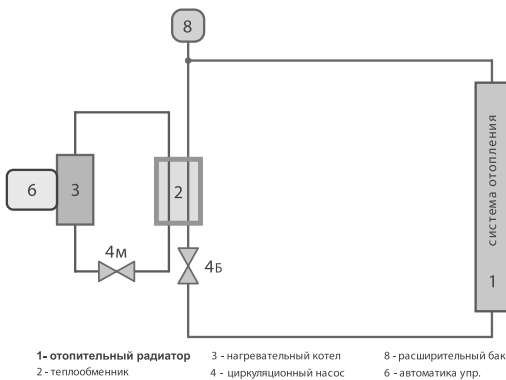 8
6
3
2
4м
4Б
система отопления
1
1- отопительный радиатор
3 - нагревательный котел
8 - расширительный бак
2 - теплообменник
4 - циркуляционный насос
6 - автоматика упр.